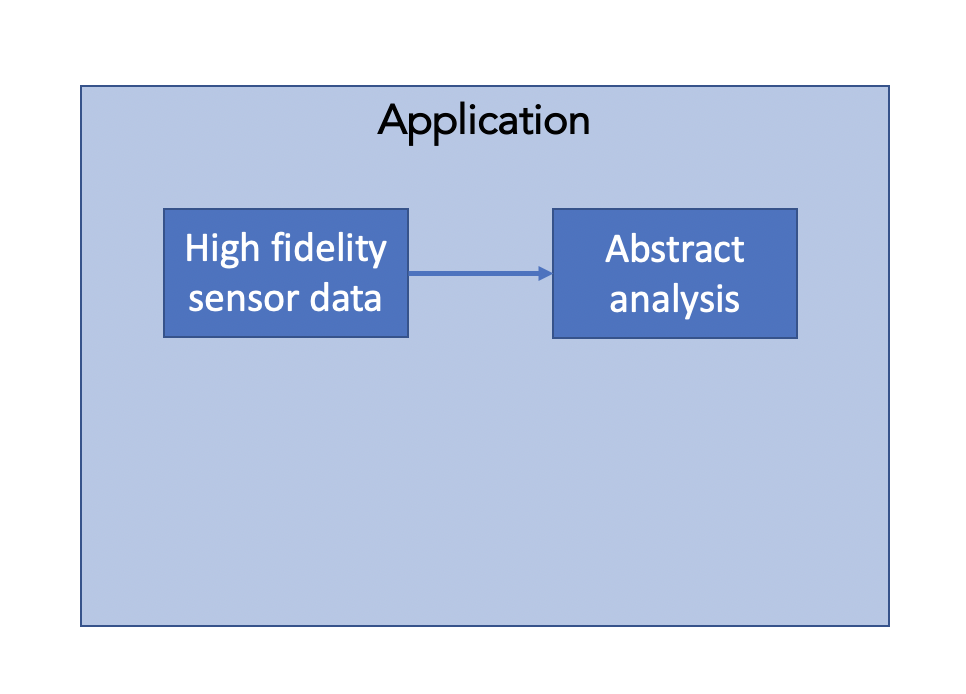 Application
High fidelity
sensor data
Abstract
analysis